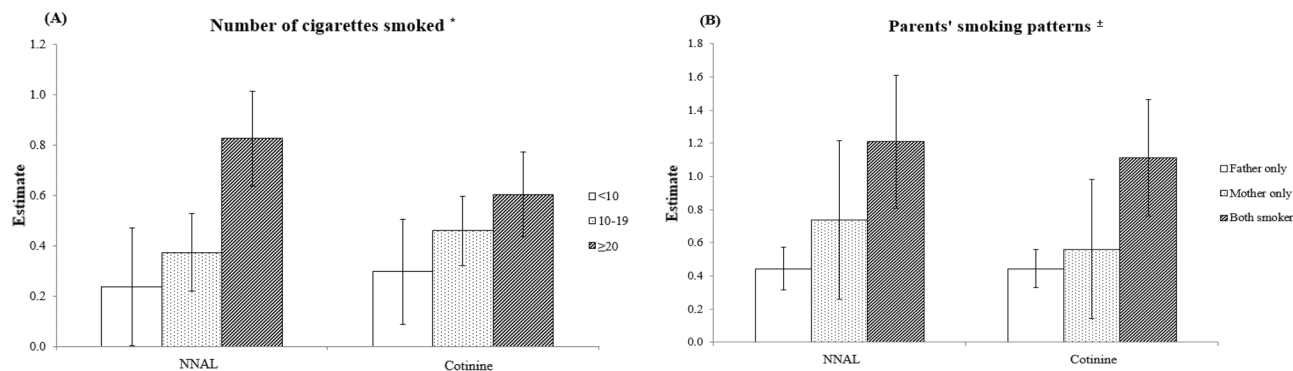 (A)
Number of cigarettes smoked *
1.2
1.0
0.8
0.6
0.4
0.2
0.0
Estimate
NNAL
Cotinine
<10
10-19
≥20
(B)
Parents' smoking patterns ±
1.8
1.6
1.4
1.2
1.0
0.8
0.6
0.4
0.2
0.0
Estimate
NNAL
Cotinine
Father only
Mother only
Both smoker